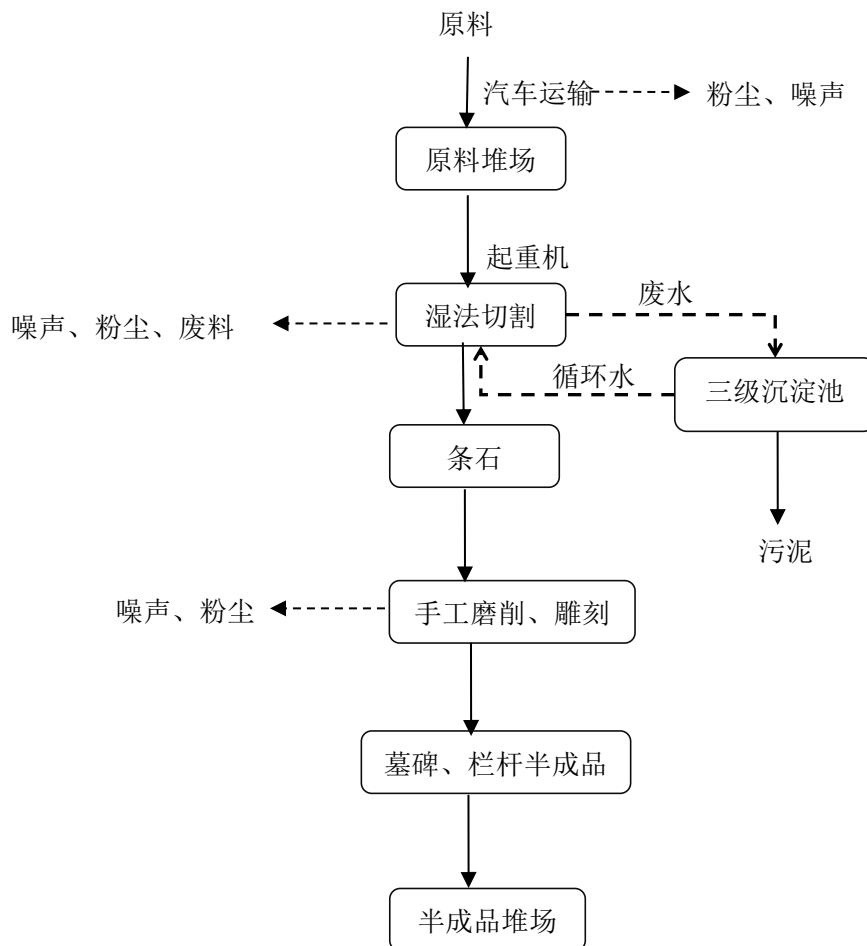 原料
汽车运输
粉尘、噪声
原料堆场
起重机
废水
噪声、粉尘、废料
湿法切割
循环水
三级沉淀池
条石
污泥
噪声、粉尘
手工磨削、雕刻
墓碑、栏杆半成品
半成品堆场